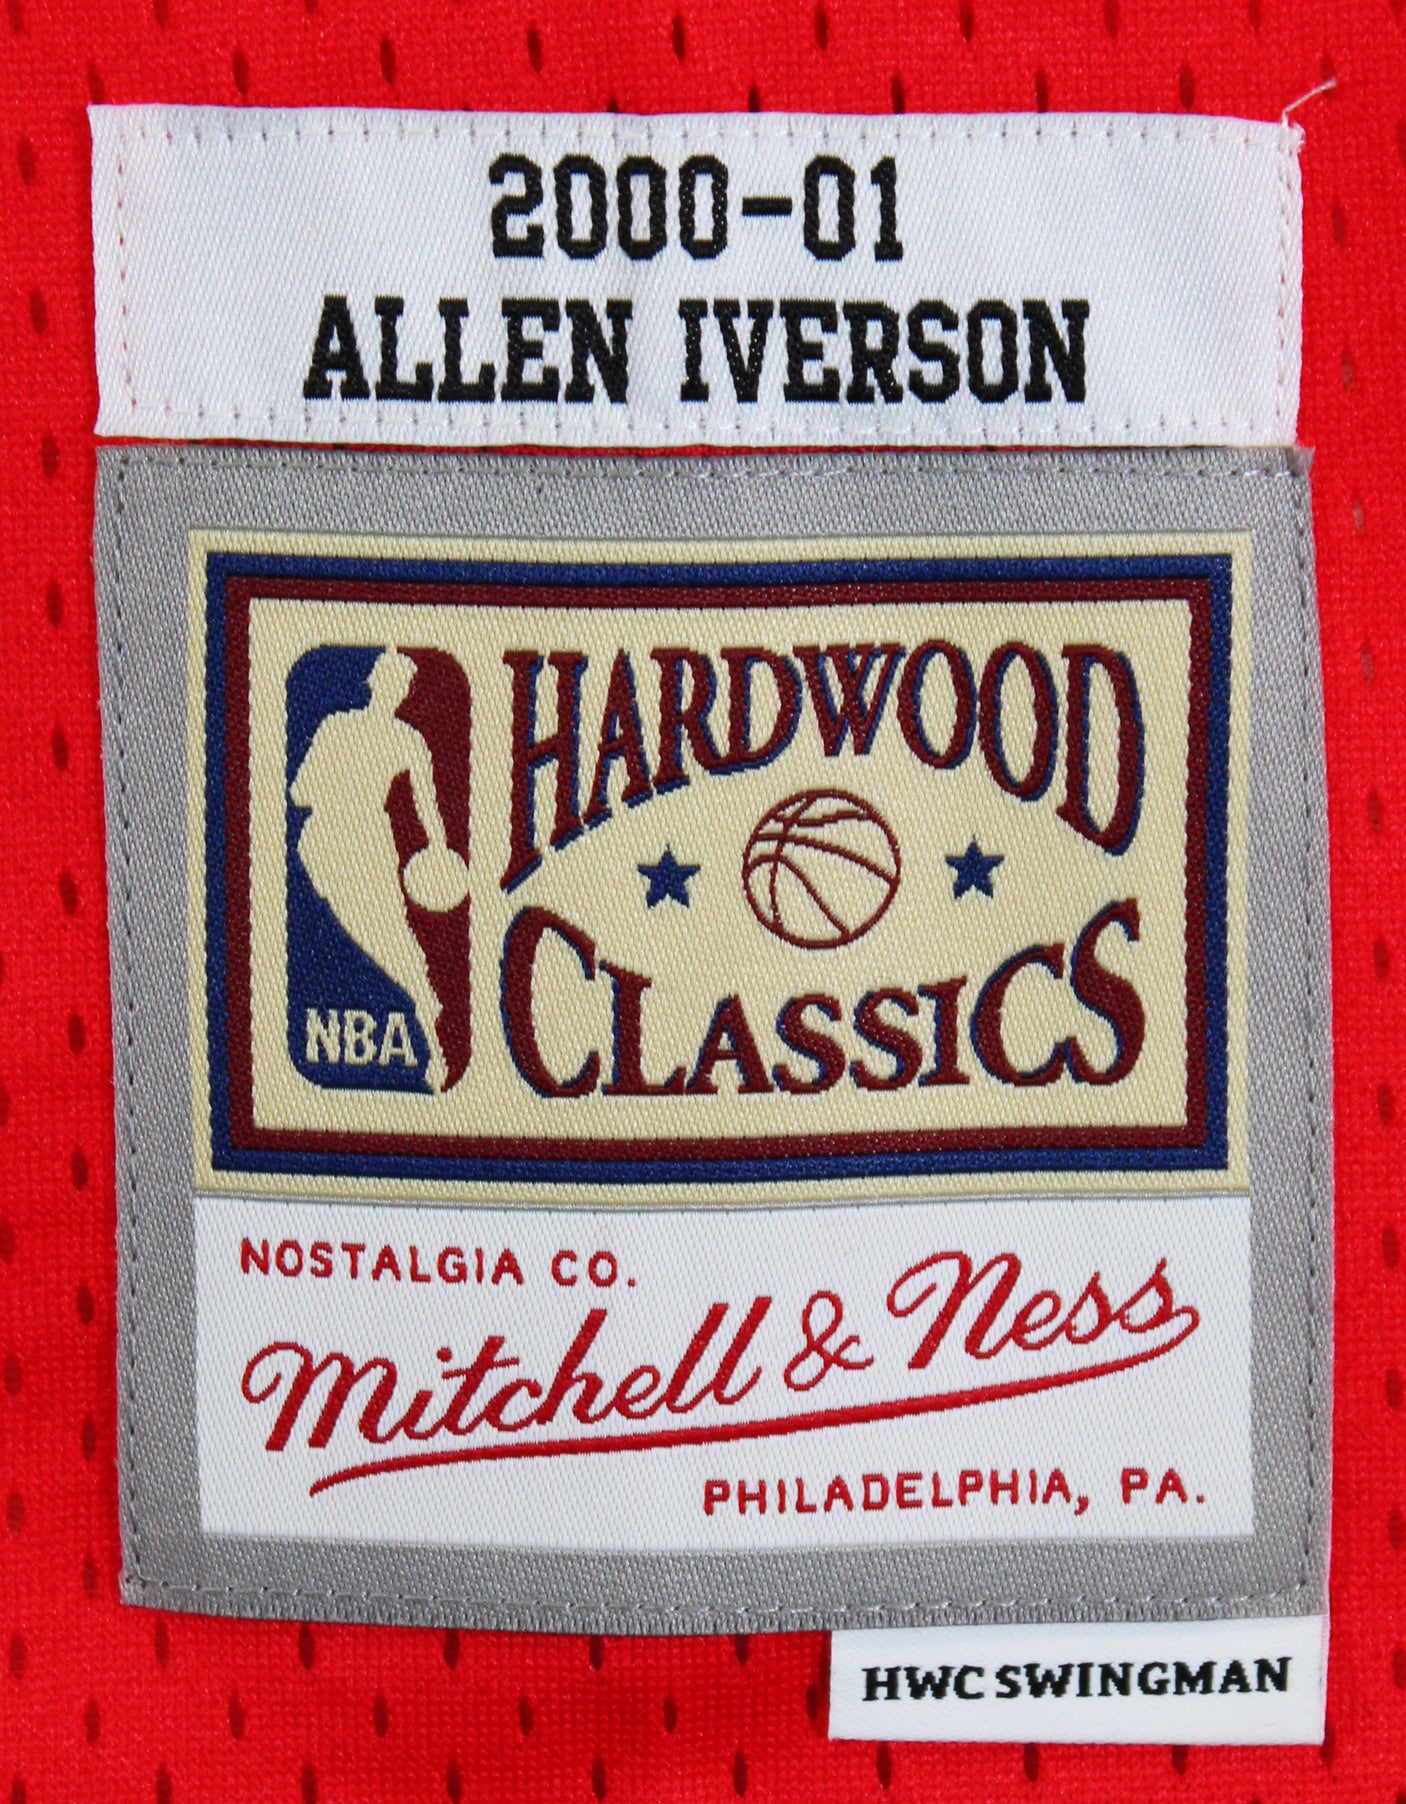 2000-01
ALLEN IVERSON
HARDWOOD
CLASSICS
NBA
NOSTALGIA CO.
Mitchell & Ness
PHILADELPHIA, PA.
HWC SWINGMAN